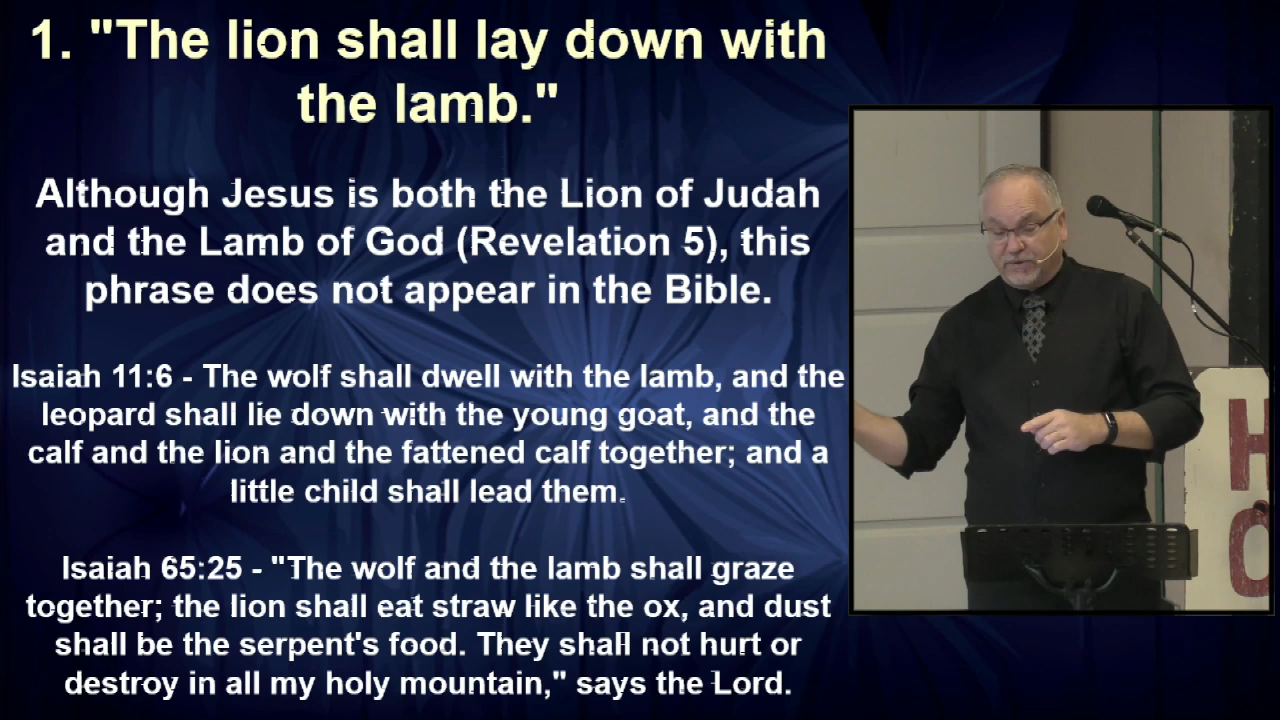 1. "The lion shall lay down with
the lamb."
Although Jesus is both the Lion of Judah
and the Lamb of God (Revelation 5), this
phrase does not appear in the Bible.
Isaiah 11:6 - The wolf shall dwell with the lamb, and the
leopard shall lie down with the young goat, and the
calf and the lion and the fattened calf together; and a
little child shall lead them.
Isaiah 65:25 - "The wolf and the lamb shall graze
together; the lion shall eat straw like the ox, and dust
shall be the serpent's food. They shall not hurt or
destroy in all my holy mountain," says the Lord.
H
O